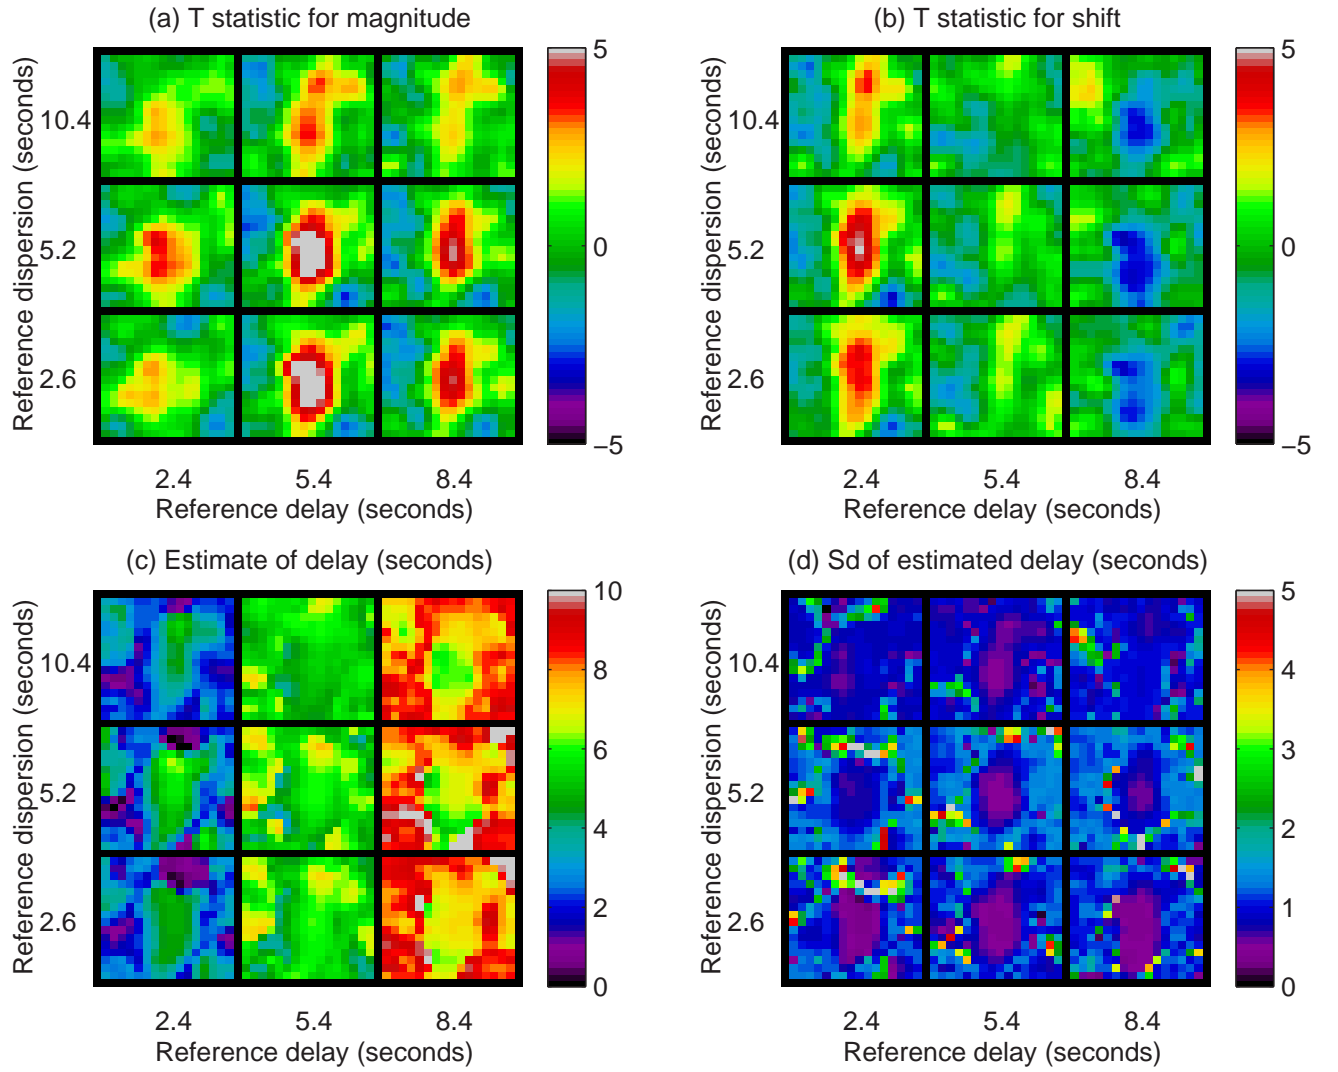 (a) T statistic for magnitude
Reference dispersion (seconds)
10.4
5.2
2.6
2.4 5.4 8.4
Reference delay (seconds)
5
0
−5
(b) T statistic for shift
Reference dispersion (seconds)
10.4
5.2
2.6
2.4 5.4 8.4
Reference delay (seconds)
5
0
−5
(c) Estimate of delay (seconds)
Reference dispersion (seconds)
10.4
5.2
2.6
2.4 5.4 8.4
Reference delay (seconds)
10
8
6
4
2
0
(d) Sd of estimated delay (seconds)
Reference dispersion (seconds)
10.4
5.2
2.6
2.4 5.4 8.4
Reference delay (seconds)
5
4
3
2
1
0